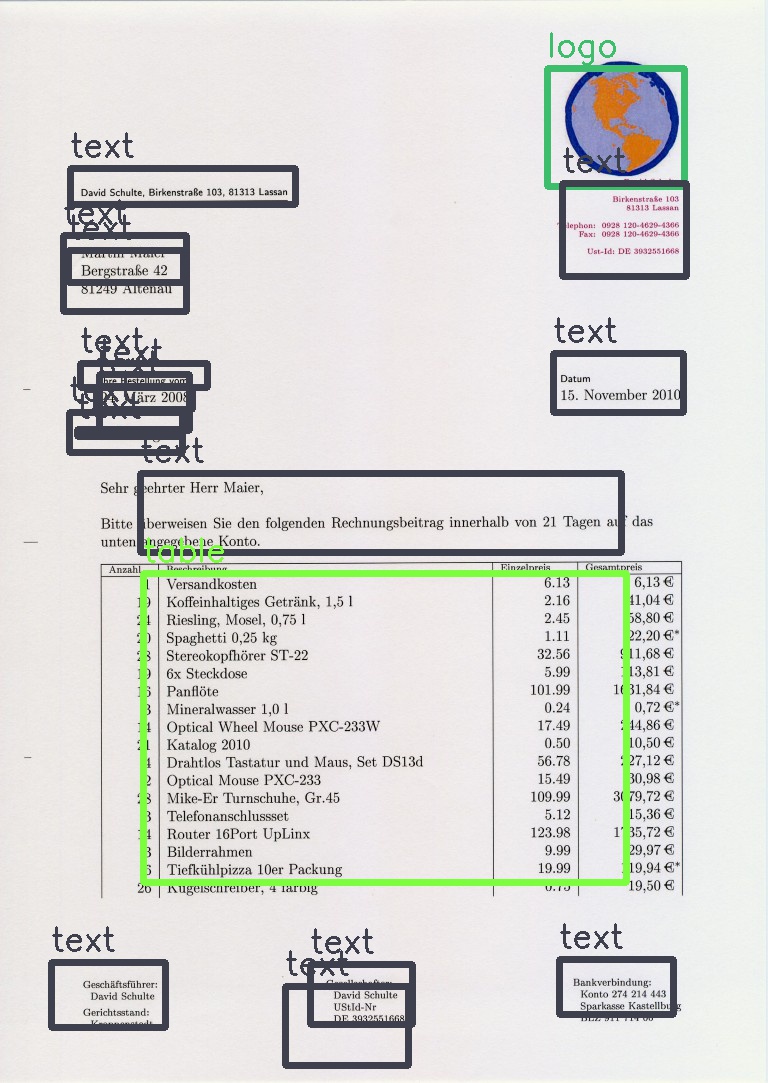 logo
text
text
David Schulte, Birkenstraße 103, 81313 Lassan
Birkenstraße 103
81313 Lassan
Telephon: 0928 120-4629-4366
Fax: 0928 120-4629-4366
Ust-Id: DE 3932551668
text
text
Martin Maier
Bergstraße 42
81249 Altenau
text
text
text
Ihre Bestellung vom
März 2008
text
text
text
Datum
15. November 2010
text
Sehr geehrter Herr Maier,
Bitte überweisen Sie den folgenden Rechnungsbeitrag innerhalb von 21 Tagen auf das
unten angegebene Konto.
table
Anzahl Beschreibung Einzelpreis Gesamtpreis
1 Versandkosten 6.13 6,13 €
19 Koffeinhaltiges Getränk, 1,5 l 2.16 41,04 €
24 Riesling, Mosel, 0,75 l 2.45 58,80 €
20 Spaghetti 0,25 kg 1.11 22,20 €*
28 Stereokopfhörer ST-22 32.56 911,68 €
19 6x Steckdose 5.99 113,81 €
16 Panflöte 101.99 1631,84 €
3 Mineralwasser 1,0 l 0.24 0,72 €*
14 Optical Wheel Mouse PXC-233W 17.49 244,86 €
21 Katalog 2010 0.50 10,50 €
4 Drahtlos Tastatur und Maus, Set DS13d 56.78 227,12 €
2 Optical Mouse PXC-233 15.49 30,98 €
28 Mike-Er Turnschuhe, Gr.45 109.99 3079,72 €
3 Telefonanschlussset 5.12 15,36 €
14 Router 16Port UpLinx 123.98 1735,72 €
3 Bilderrahmen 9.99 29,97 €
6 Tiefkühlpizza 10er Packung 19.99 119,94 €*
26 Kugelschreiber, 4 farbig 0.75 19,50 €
text
Geschäftsführer:
David Schulte
Gerichtsstand:
Kronenstedt
text
text
Gesellschafter:
David Schulte
UStId-Nr
DE 3932551668
text
Bankverbindung:
Konto 274 214 443
Sparkasse Kastellburg
BLZ 911 714 08